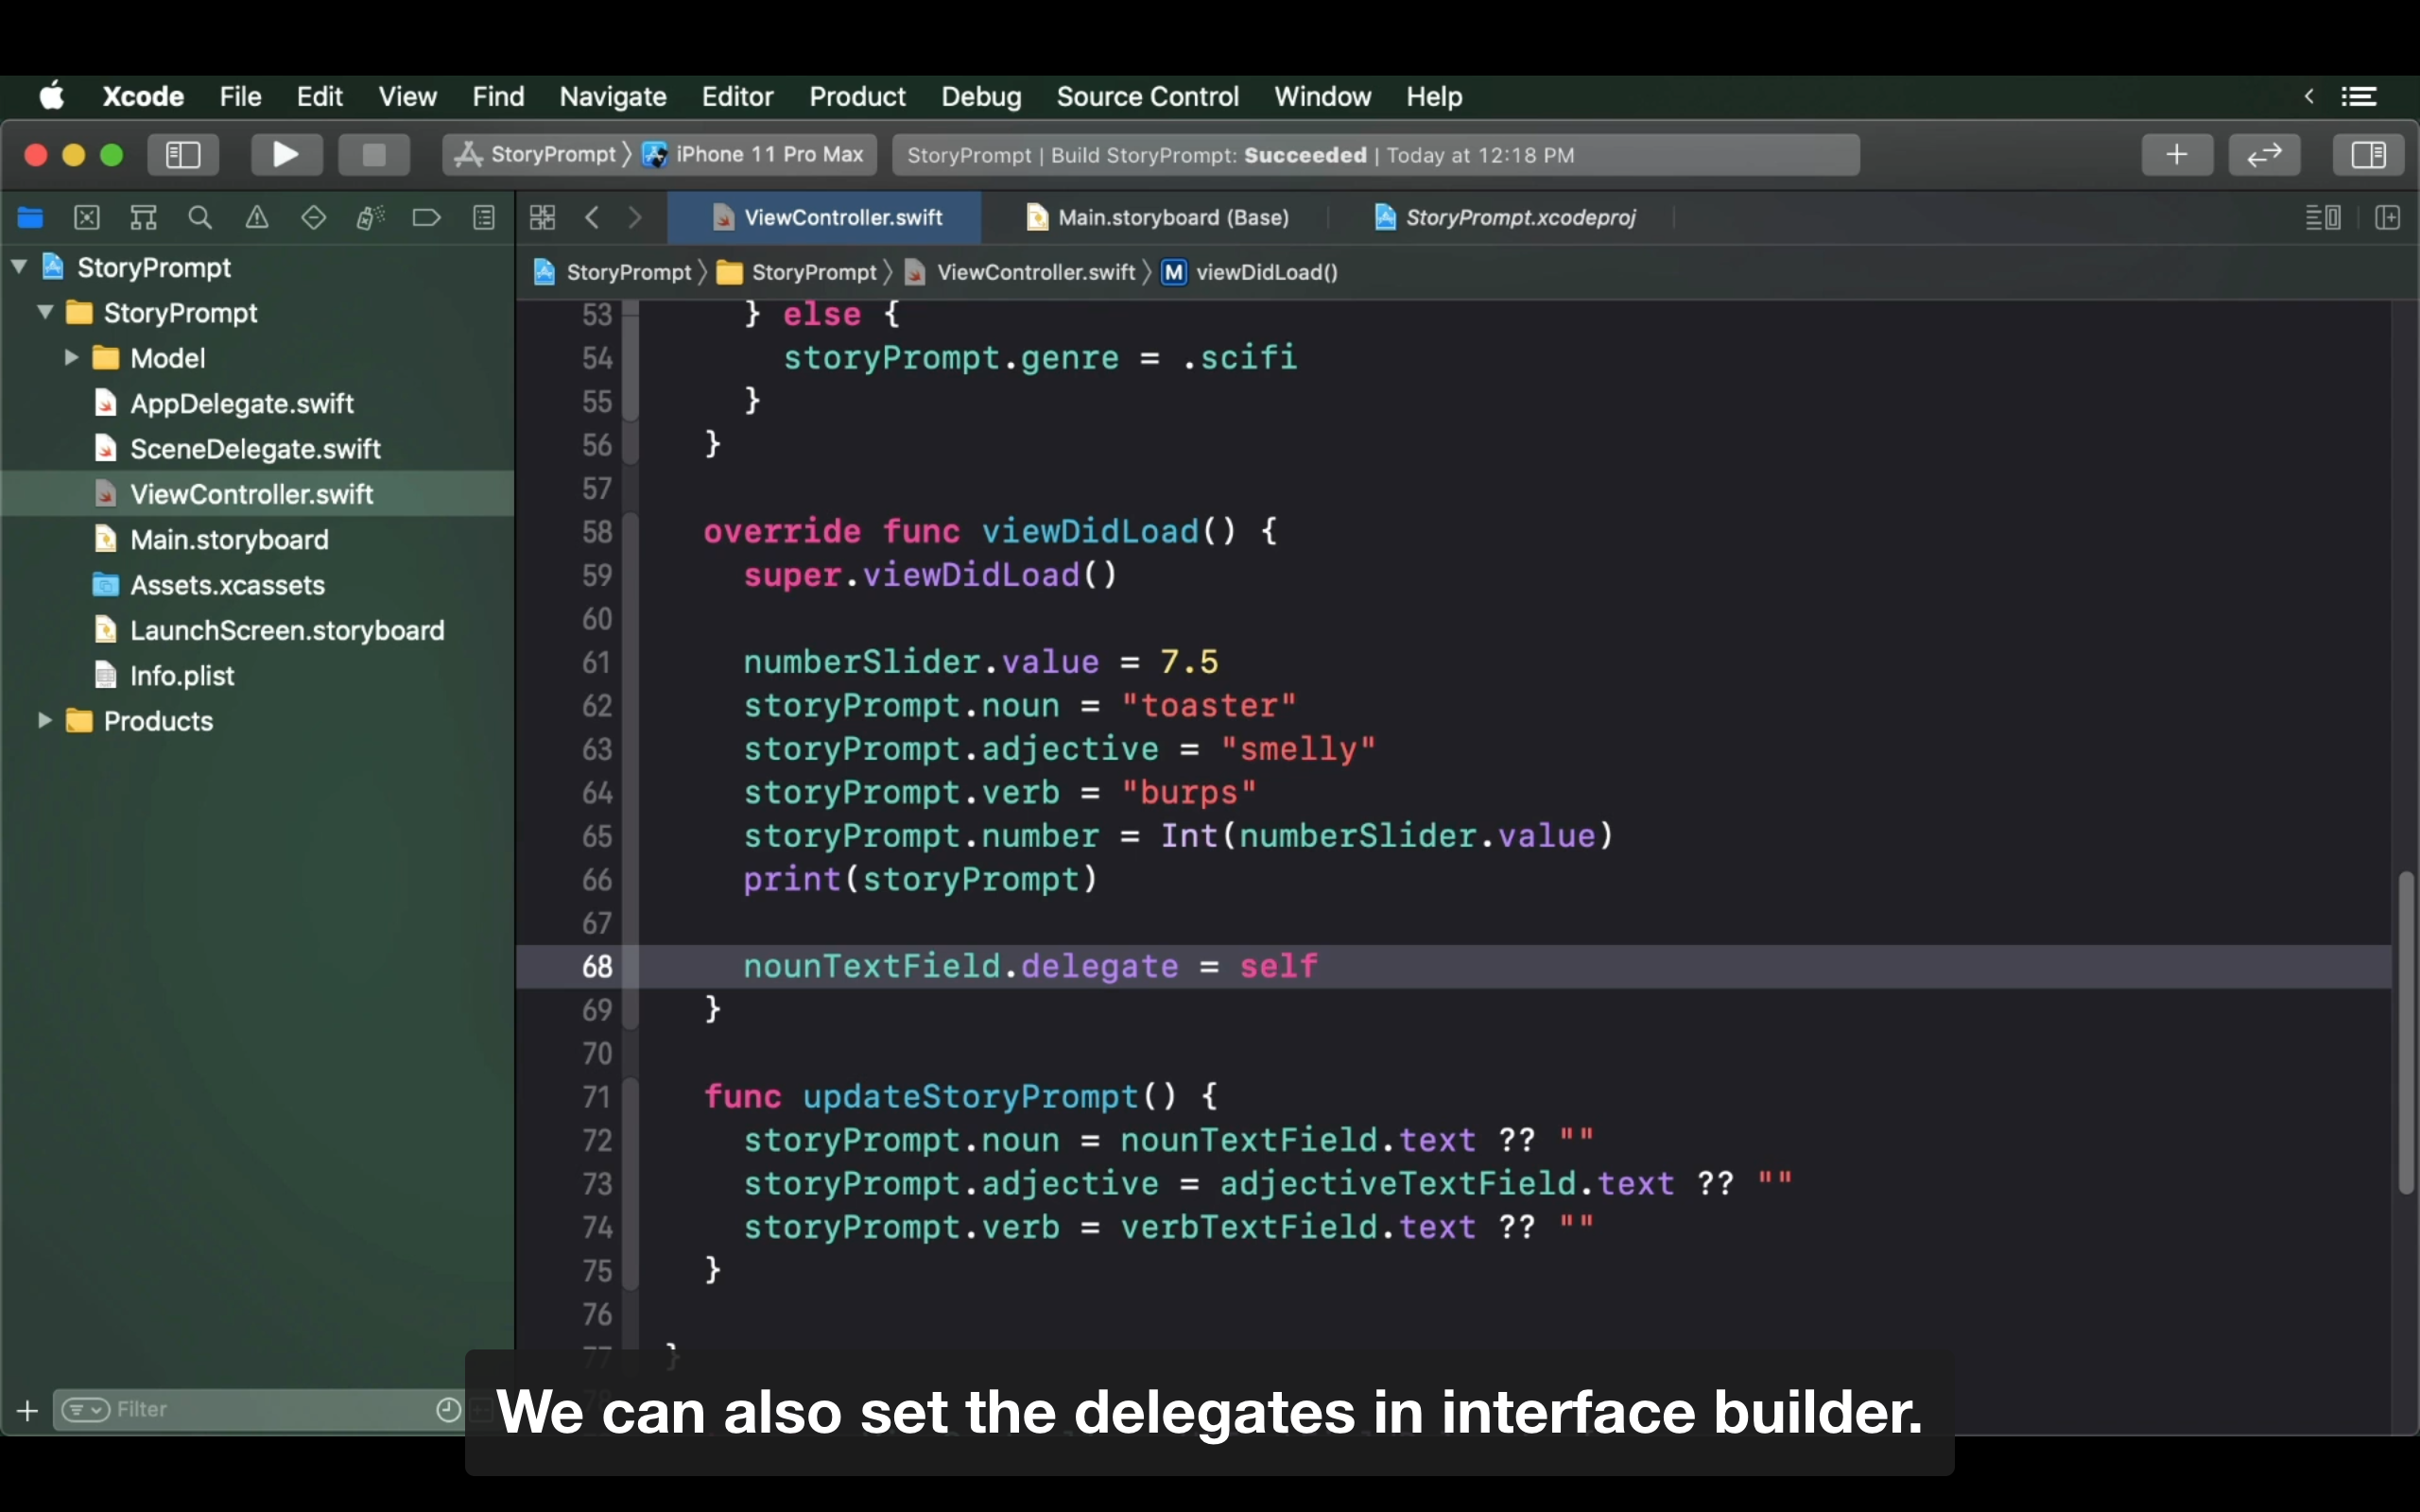 Xcode File Edit View Find Navigate Editor Product Debug Source Control Window Help
StoryPrompt 〉 iPhone 11 Pro Max
StoryPrompt | Build StoryPrompt: Succeeded | Today at 12:18 PM
ViewController.swift
Main.storyboard (Base)
StoryPrompt.xcodeproj
StoryPrompt 〉 StoryPrompt 〉 ViewController.swift 〉 M viewDidLoad()
StoryPrompt
StoryPrompt
Model
AppDelegate.swift
SceneDelegate.swift
ViewController.swift
Main.storyboard
Assets.xcassets
LaunchScreen.storyboard
Info.plist
Products
Filter
53 } else {
54 storyPrompt.genre = .scifi
55 }
56 }
57
58 override func viewDidLoad() {
59 super.viewDidLoad()
60
61 numberSlider.value = 7.5
62 storyPrompt.noun = "toaster"
63 storyPrompt.adjective = "smelly"
64 storyPrompt.verb = "burps"
65 storyPrompt.number = Int(numberSlider.value)
66 print(storyPrompt)
67
68 nounTextField.delegate = self
69 }
70
71 func updateStoryPrompt() {
72 storyPrompt.noun = nounTextField.text ?? ""
73 storyPrompt.adjective = adjectiveTextField.text ?? ""
74 storyPrompt.verb = verbTextField.text ?? ""
75 }
76
77 }
We can also set the delegates in interface builder.